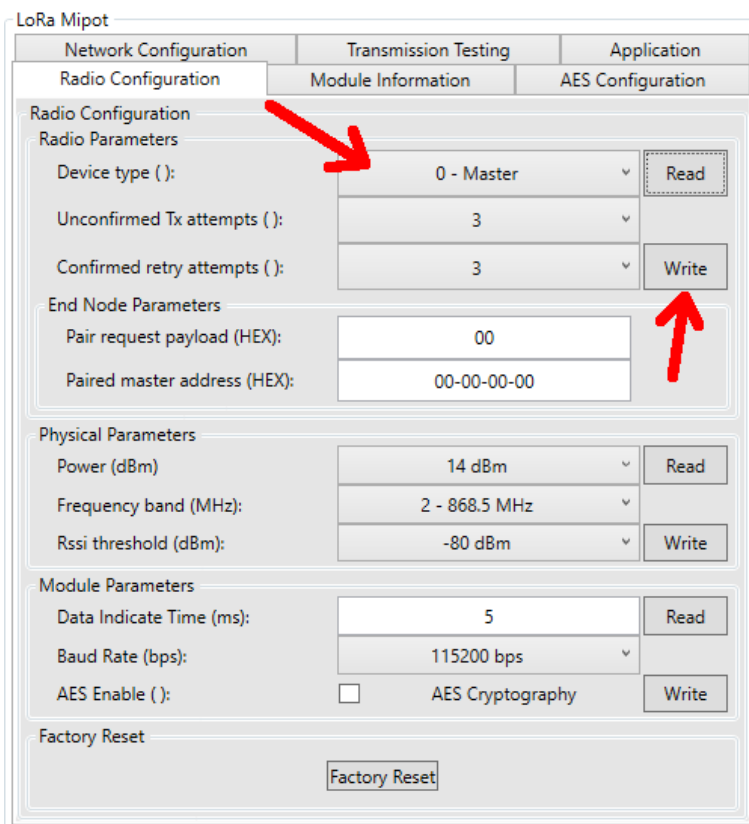 LoRa Mipot
Network Configuration Transmission Testing Application
Radio Configuration Module Information AES Configuration
Radio Configuration
Radio Parameters
Device type ( ): 0 - Master Read
Unconfirmed Tx attempts ( ): 3
Confirmed retry attempts ( ): 3 Write
End Node Parameters
Pair request payload (HEX): 00
Paired master address (HEX): 00-00-00-00
Physical Parameters
Power (dBm) 14 dBm Read
Frequency band (MHz): 2 - 868.5 MHz
Rssi threshold (dBm): -80 dBm Write
Module Parameters
Data Indicate Time (ms): 5 Read
Baud Rate (bps): 115200 bps
AES Enable ( ): AES Cryptography Write
Factory Reset
Factory Reset